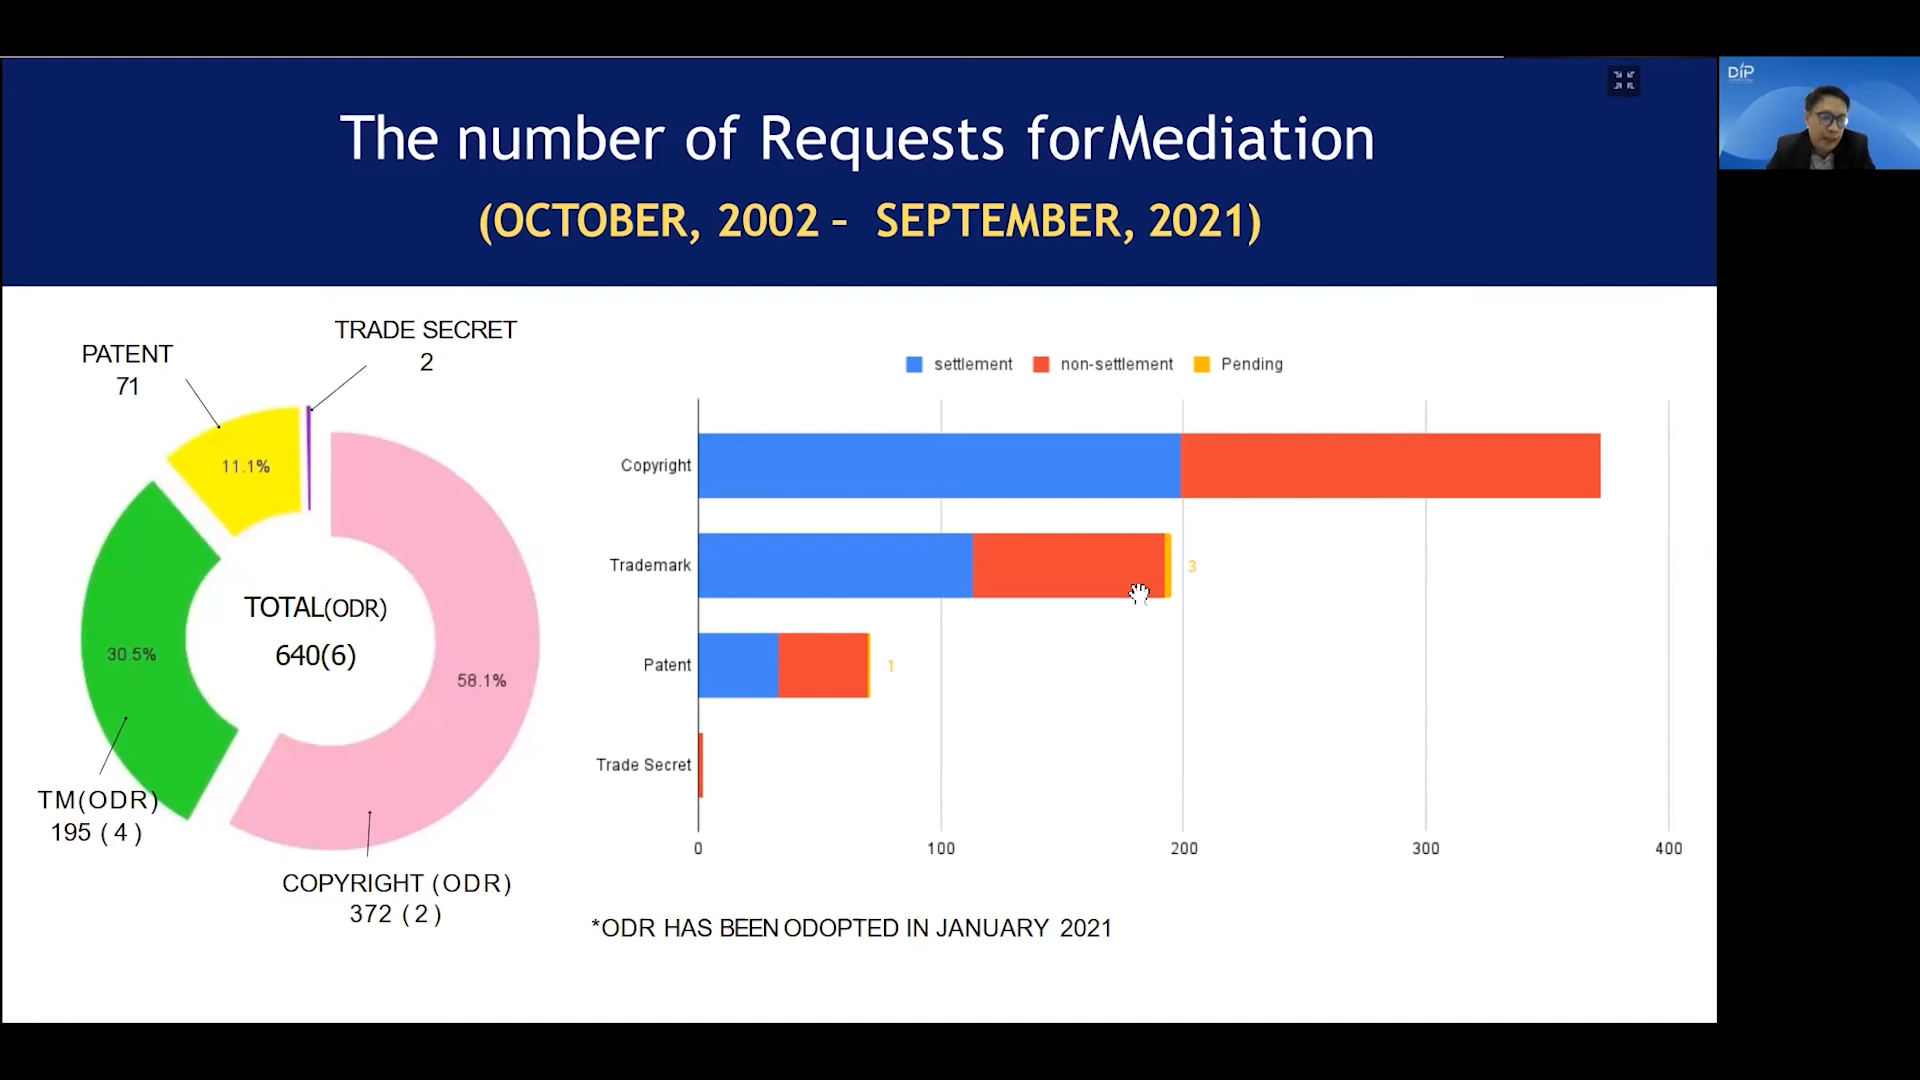 DIP
The number of Requests forMediation
(OCTOBER, 2002 – SEPTEMBER, 2021)
TRADE SECRET
2
PATENT
71
11.1%
TOTAL(ODR)
640(6)
30.5%
58.1%
TM(ODR)
195 ( 4 )
COPYRIGHT (ODR)
372 ( 2 )
settlement non-settlement Pending
Copyright
Trademark 3
Patent 1
Trade Secret
0 100 200 300 400
*ODR HAS BEEN ODOPTED IN JANUARY 2021